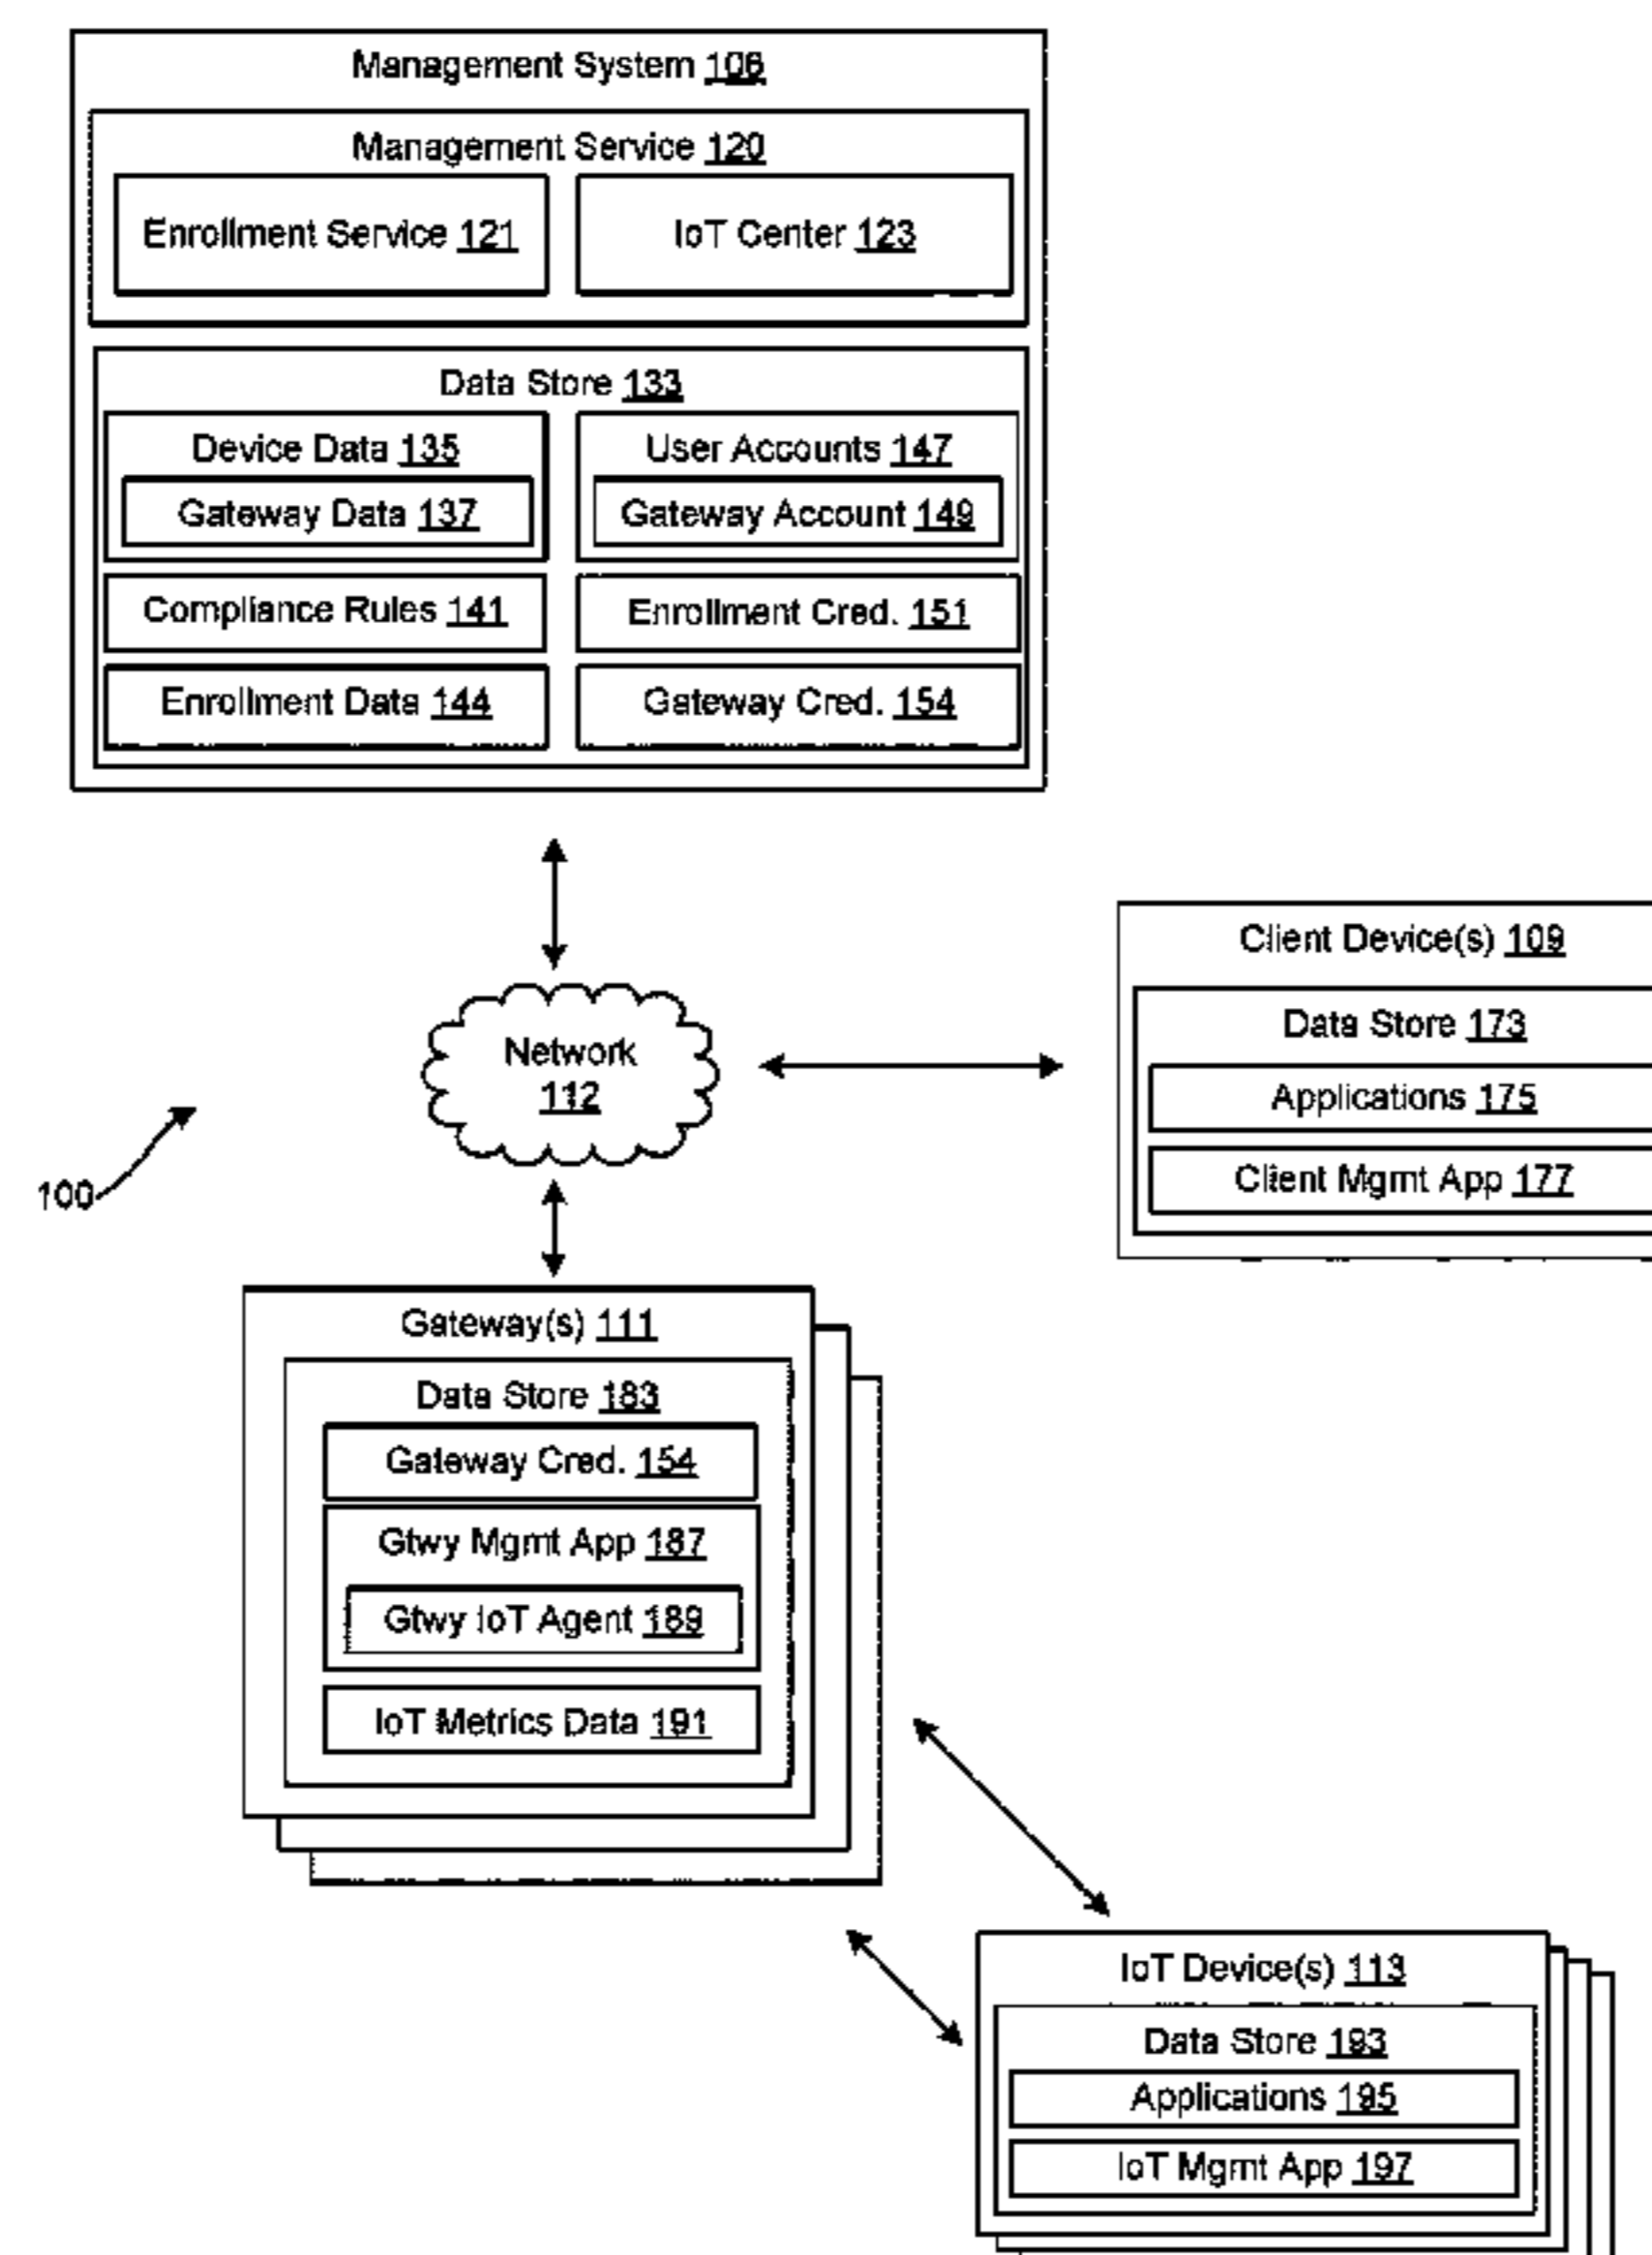 Management System 106
Management Service 120
Enrollment Service 121
IoT Center 123
Data Store 133
Device Data 135
Gateway Data 137
User Accounts 147
Gateway Account 149
Compliance Rules 141
Enrollment Cred. 151
Enrollment Data 144
Gateway Cred. 154
Client Device(s) 109
Data Store 173
Applications 175
Client Mgmt App 177
Network
112
100
Gateway(s) 111
Data Store 183
Gateway Cred. 154
Gtwy Mgmt App 187
Gtwy IoT Agent 189
IoT Metrics Data 191
IoT Device(s) 113
Data Store 193
Applications 195
IoT Mgmt App 197